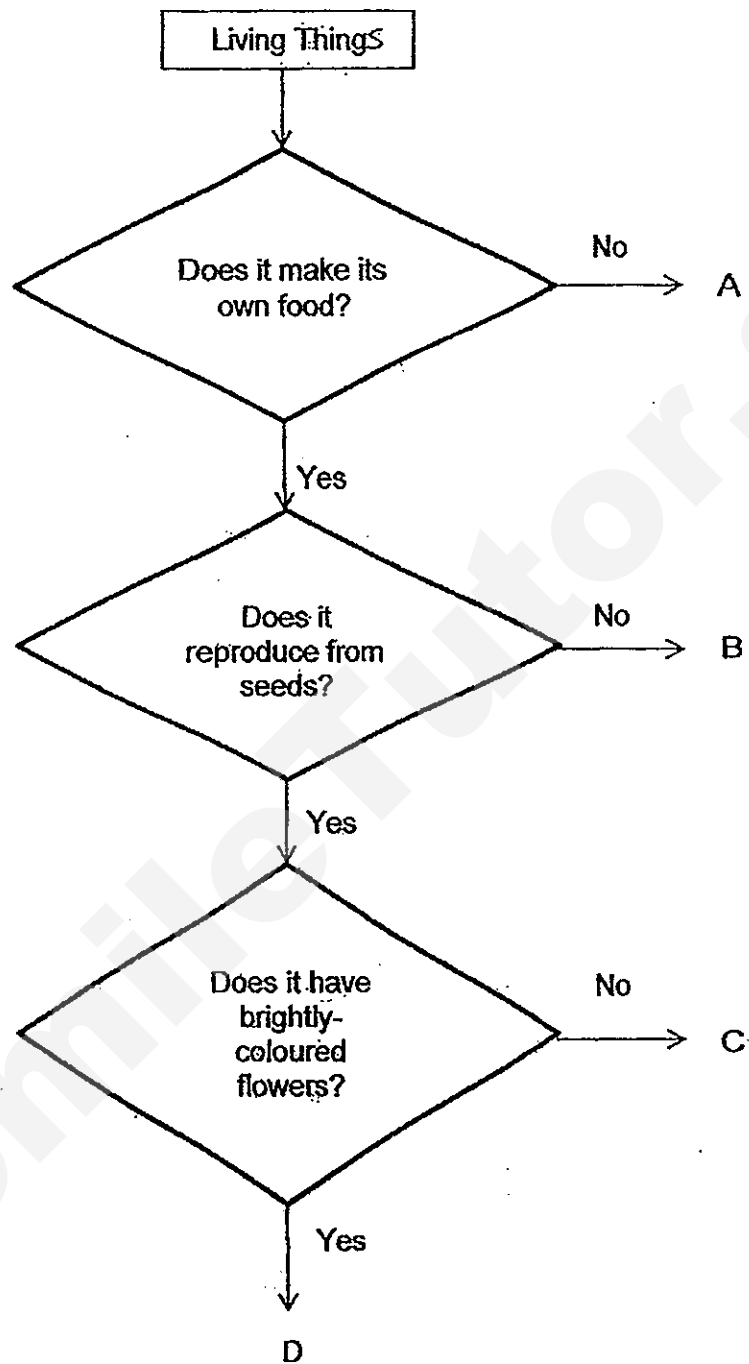 Living Things
Does it make its
own food?
No
A
Yes
Does it
reproduce from
seeds?
No
B
Yes
Does it have
brightly-
coloured
flowers?
No
C
Yes
D